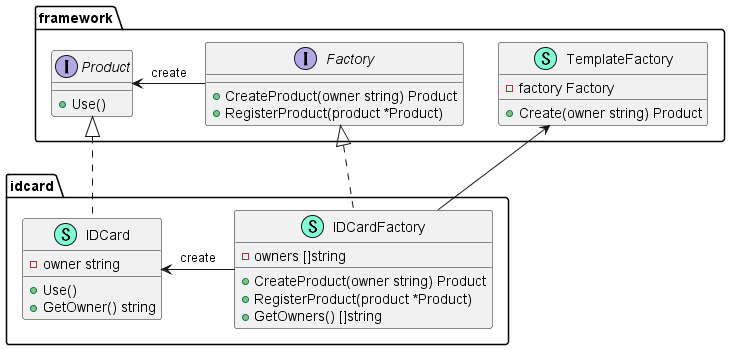 framework
I Product
Use()
create
I Factory
CreateProduct(owner string) Product
RegisterProduct(product *Product)
S TemplateFactory
factory Factory
Create(owner string) Product
idcard
S IDCard
owner string
Use()
GetOwner() string
create
S IDCardFactory
owners []string
CreateProduct(owner string) Product
RegisterProduct(product *Product)
GetOwners() []string